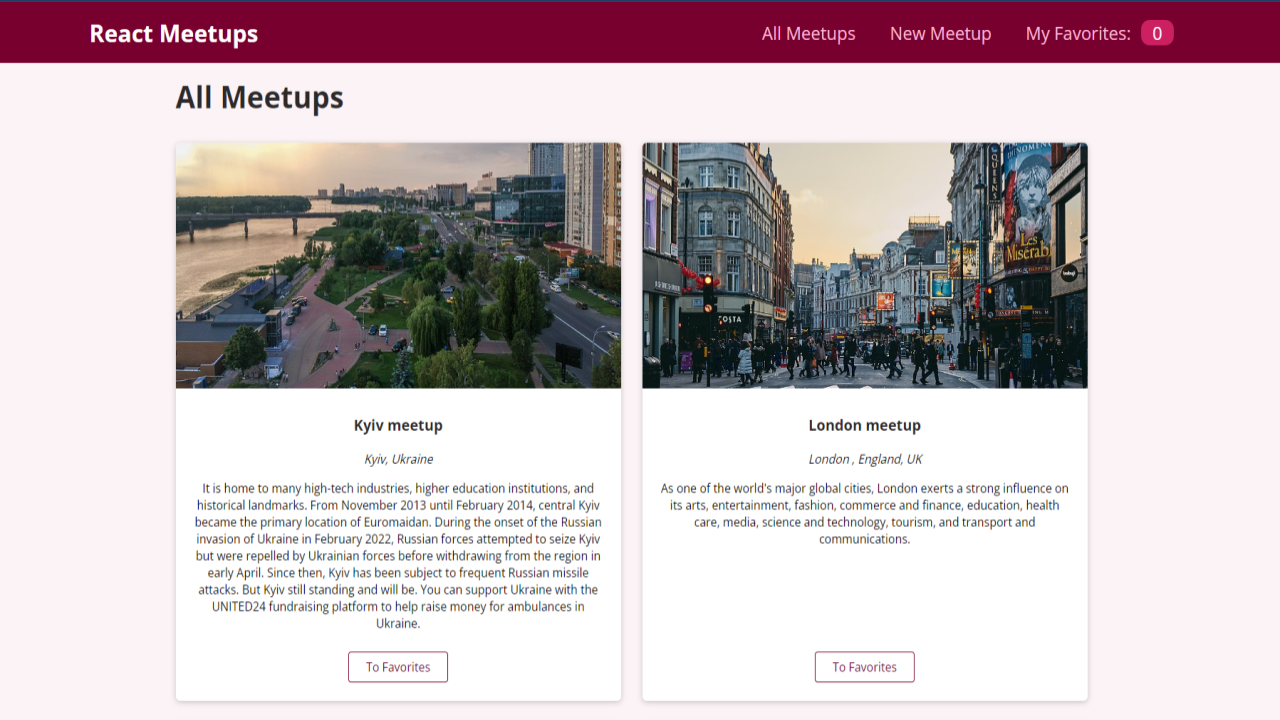 React Meetups
All Meetups
New Meetup
My Favorites: 0
All Meetups
QUEEN'S
Les
Misérabl
COSTA
Kyiv meetup
Kyiv, Ukraine
It is home to many high-tech industries, higher education institutions, and
historical landmarks. From November 2013 until February 2014, central Kyiv
became the primary location of Euromaidan. During the onset of the Russian
invasion of Ukraine in February 2022, Russian forces attempted to seize Kyiv
but were repelled by Ukrainian forces before withdrawing from the region in
early April. Since then, Kyiv has been subject to frequent Russian missile
attacks. But Kyiv still standing and will be. You can support Ukraine with the
UNITED24 fundraising platform to help raise money for ambulances in
Ukraine.
To Favorites
London meetup
London , England, UK
As one of the world's major global cities, London exerts a strong influence on
its arts, entertainment, fashion, commerce and finance, education, health
care, media, science and technology, tourism, and transport and
communications.
To Favorites